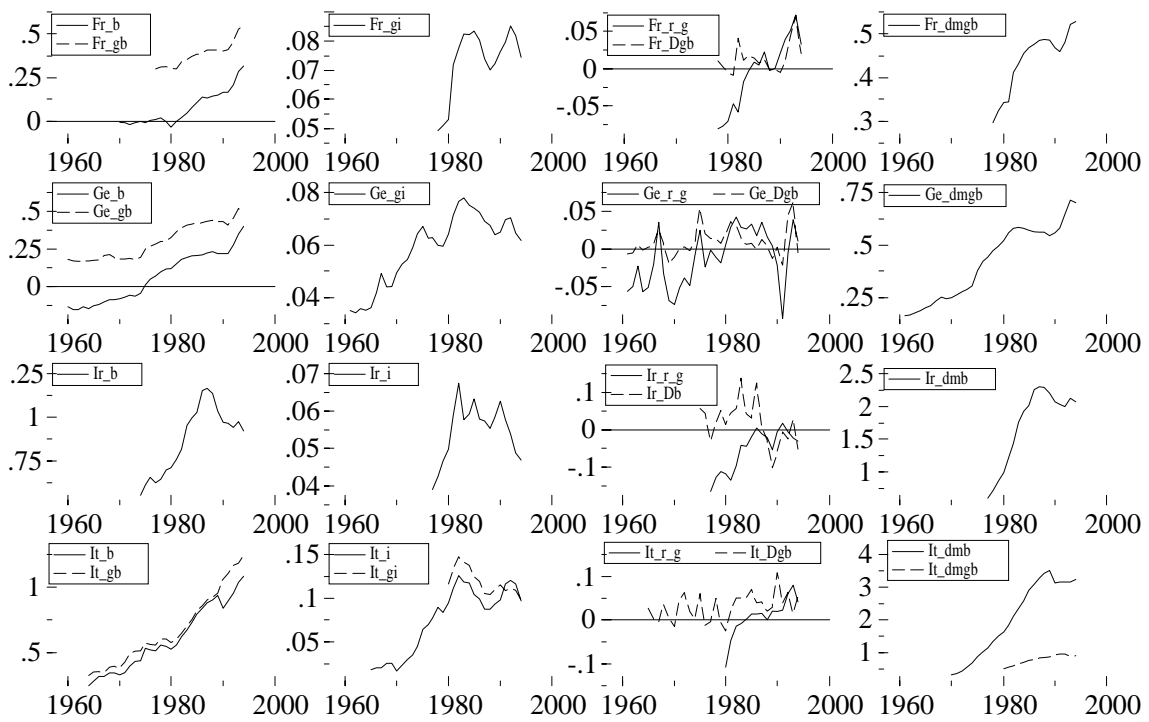 .5 Fr_b Fr_gb .25 0 1960 1980 2000
.08 Fr_gi .07 .06 .05 1960 1980 2000
.05 Fr_r_g Fr_Dgb 0 -.05 1960 1980 2000
.5 Fr_dmgb .4 .3 1960 1980 2000
.5 Ge_b Ge_gb .25 0 1960 1980 2000
.08 Ge_gi .06 .04 1960 1980 2000
.05 Ge_r_g Ge_Dgb 0 -.05 1960 1980 2000
.75 Ge_dmgb .5 .25 1960 1980 2000
.25 Ir_b 1 .75 1960 1980 2000
.07 Ir_i .06 .05 .04 1960 1980 2000
.1 Ir_r_g Ir_Db 0 -.1 1960 1980 2000
2.5 Ir_dmb 2 1.5 1 1960 1980 2000
It_b It_gb 1 .5 1960 1980 2000
.15 It_i It_gi .1 .05 1960 1980 2000
.1 It_r_g It_Dgb 0 -.1 1960 1980 2000
4 It_dmb It_dmgb 3 2 1 1960 1980 2000